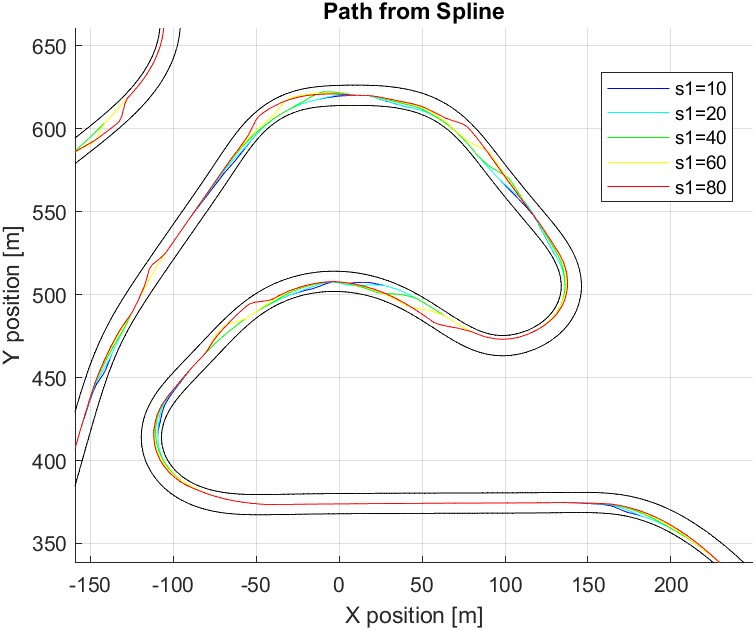 Path from Spline
650
600
550
500
450
400
350
Y position [m]
s1=10
s1=20
s1=40
s1=60
s1=80
-150 -100 -50 0 50 100 150 200
X position [m]